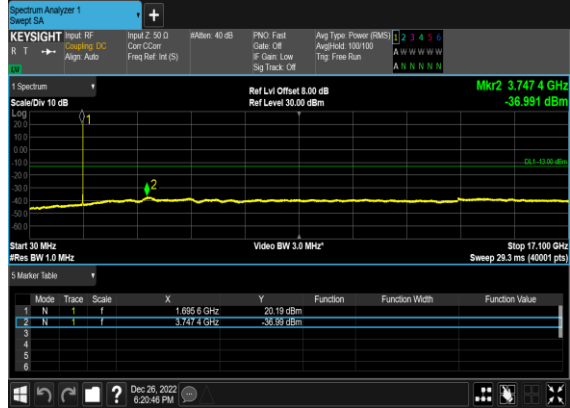 Spectrum Analyzer 1
Swept SA
+
KEYSIGHT Input: RF
R T Coupling: DC
Align: Auto
Input Z: 50 Ω
Corr CCorr
Freq Ref: Int (S)
#Atten: 40 dB
PNO: Fast
Gate: Off
IF Gain: Low
Sig Track: Off
Avg Type: Power (RMS)
Avg|Hold: 100/100
Trig: Free Run
1 2 3 4 5 6
A W W W W W
A N N N N N
1 Spectrum
Scale/Div 10 dB
Ref Lvl Offset 8.00 dB
Ref Level 30.00 dBm
Mkr2 3.747 4 GHz
-36.991 dBm
Log
20.0
10.0
0.00
-10.0
-20.0
-30.0
-40.0
-50.0
-60.0
1
2
DL1 -13.00 dBm
Start 30 MHz
#Res BW 1.0 MHz
Video BW 3.0 MHz*
Stop 17.100 GHz
Sweep 29.3 ms (40001 pts)
5 Marker Table
Mode Trace Scale X Y Function Function Width Function Value
1 N 1 f 1.695 6 GHz 20.19 dBm
2 N 1 f 3.747 4 GHz -36.99 dBm
3
4
5
6
?
Dec 26, 2022
6:20:46 PM